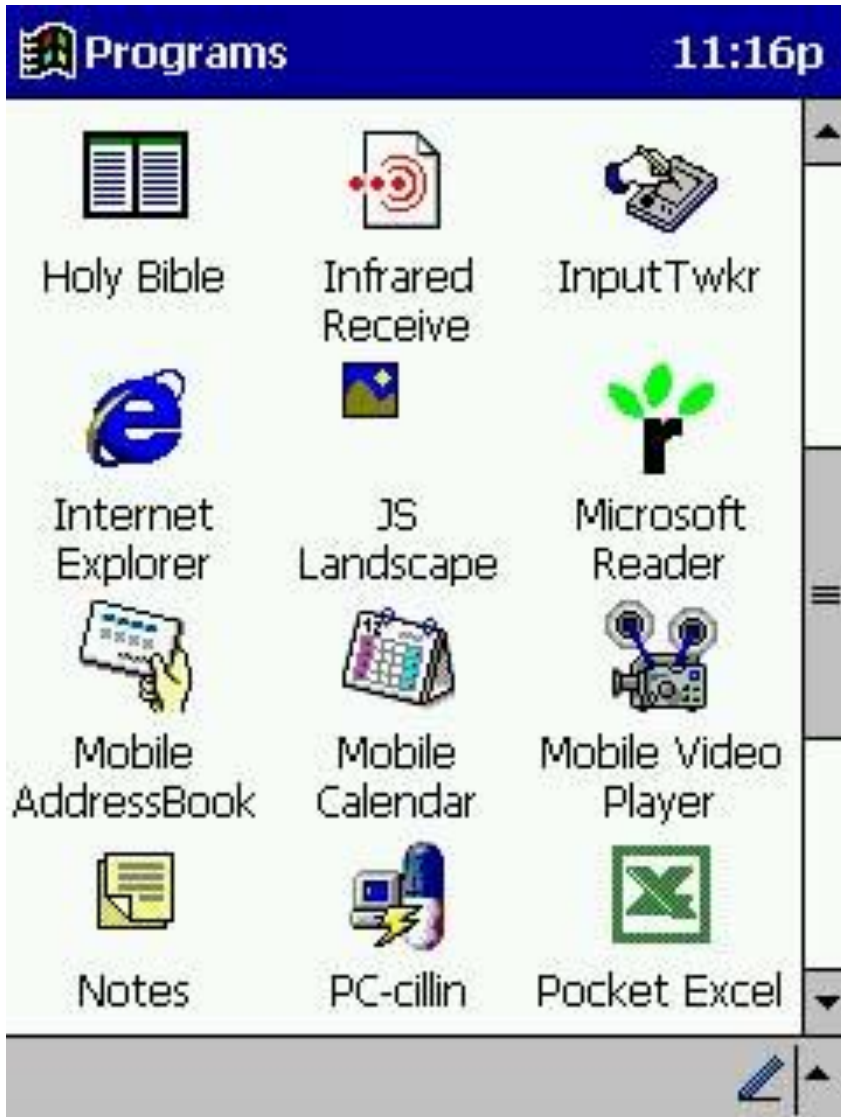 Programs 11:16p
Holy Bible
Infrared
Receive
InputTwkr
Internet
Explorer
JS
Landscape
Microsoft
Reader
Mobile
AddressBook
Mobile
Calendar
Mobile Video
Player
Notes
PC-cillin
Pocket Excel